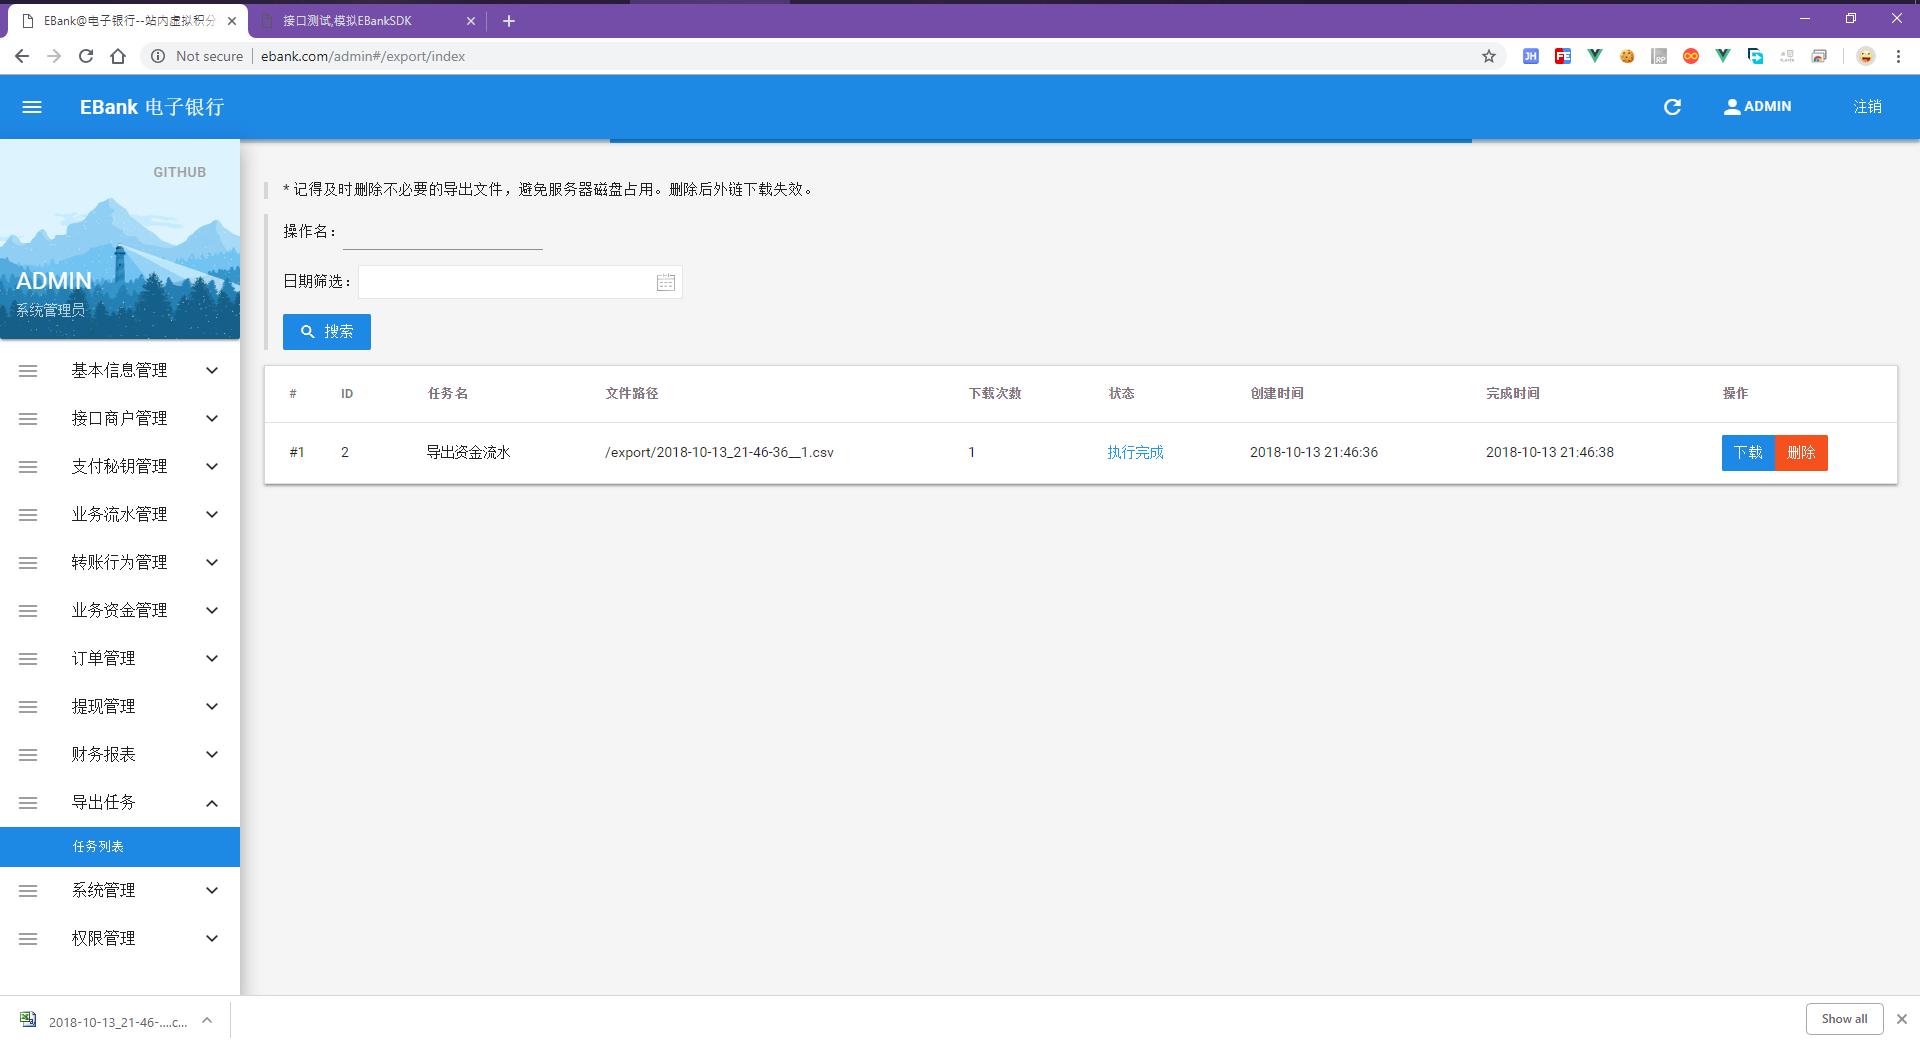 EBank@电子银行--站内虚拟积分
接口测试,模拟EBankSDK
Not secure
ebank.com/admin#/export/index
EBank 电子银行
ADMIN
注销
GITHUB
ADMIN
系统管理员
基本信息管理
接口商户管理
支付秘钥管理
业务流水管理
转账行为管理
业务资金管理
订单管理
提现管理
财务报表
导出任务
任务列表
系统管理
权限管理
* 记得及时删除不必要的导出文件，避免服务器磁盘占用。删除后外链下载失效。
操作名：
日期筛选：
搜索
# ID 任务名 文件路径 下载次数 状态 创建时间 完成时间 操作
#1 2 导出资金流水 /export/2018-10-13_21-46-36__1.csv 1 执行完成 2018-10-13 21:46:36 2018-10-13 21:46:38 下载 删除
2018-10-13_21-46-....c...
Show all